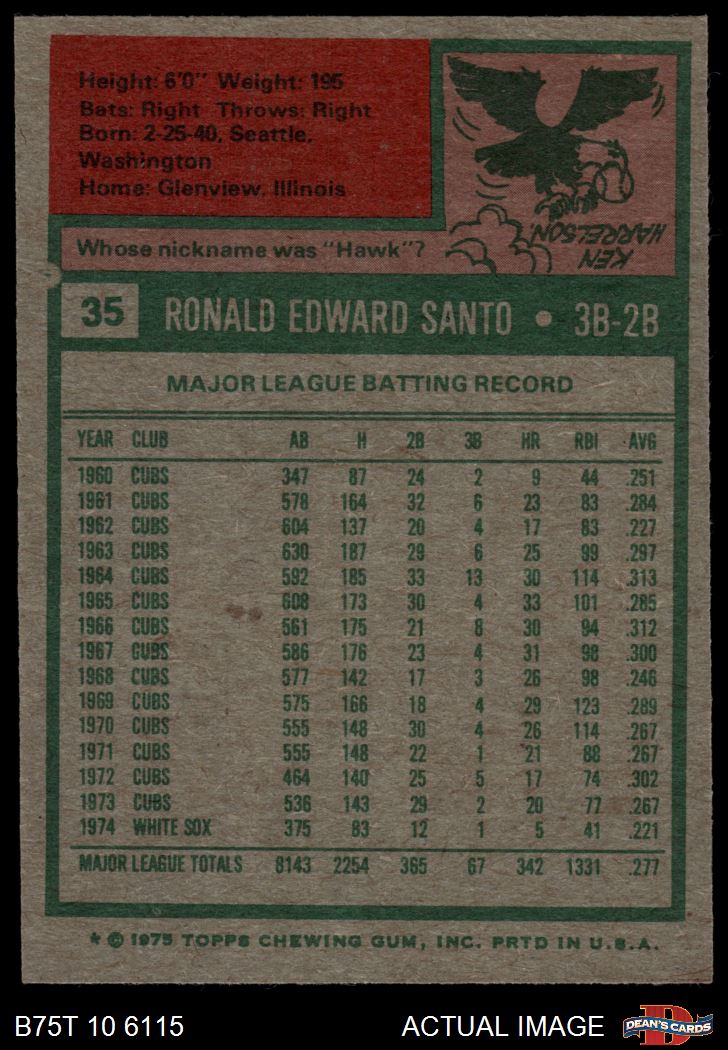 Height: 6'0" Weight: 195
Bats: Right Throws: Right
Born: 2-25-40, Seattle,
Washington
Home: Glenview, Illinois
Whose nickname was "Hawk"?
KEN
HARRELSON
35 RONALD EDWARD SANTO • 3B-2B
MAJOR LEAGUE BATTING RECORD
YEAR CLUB AB H 2B 3B HR RBI AVG
1960 CUBS 347 87 24 2 9 44 .251
1961 CUBS 578 164 32 6 23 83 .284
1962 CUBS 604 137 20 4 17 83 .227
1963 CUBS 630 187 29 6 25 99 .297
1964 CUBS 592 185 33 13 30 114 .313
1965 CUBS 608 173 30 4 33 101 .285
1966 CUBS 561 175 21 8 30 94 .312
1967 CUBS 586 176 23 4 31 98 .300
1968 CUBS 577 142 17 3 26 98 .246
1969 CUBS 575 166 18 4 29 123 .289
1970 CUBS 555 148 30 4 26 114 .267
1971 CUBS 555 148 22 1 21 88 .267
1972 CUBS 464 140 25 5 17 74 .302
1973 CUBS 536 143 29 2 20 77 .267
1974 WHITE SOX 375 83 12 1 5 41 .221
MAJOR LEAGUE TOTALS 8143 2254 365 67 342 1331 .277
* © 1975 TOPPS CHEWING GUM, INC. PRTD IN U.S.A.
B75T 10 6115 ACTUAL IMAGE D DEAN'S CARDS